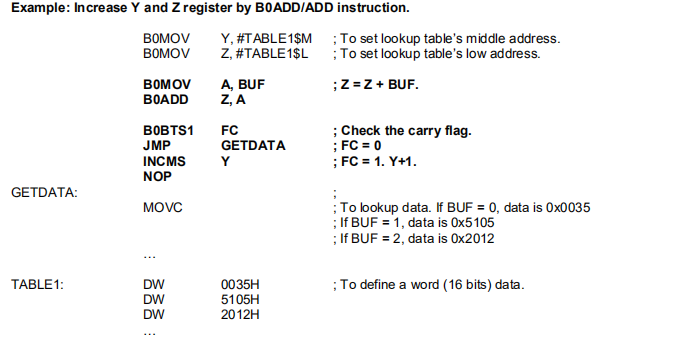 Example: Increase Y and Z register by B0ADD/ADD instruction.
B0MOV Y, #TABLE1$M ; To set lookup table's middle address.
B0MOV Z, #TABLE1$L ; To set lookup table's low address.
B0MOV A, BUF ; Z = Z + BUF.
B0ADD Z, A
B0BTS1 FC ; Check the carry flag.
JMP GETDATA ; FC = 0
INCMS Y ; FC = 1. Y+1.
NOP
GETDATA: ;
MOVC ; To lookup data. If BUF = 0, data is 0x0035
; If BUF = 1, data is 0x5105
; If BUF = 2, data is 0x2012
…
TABLE1: DW 0035H ; To define a word (16 bits) data.
DW 5105H
DW 2012H
…